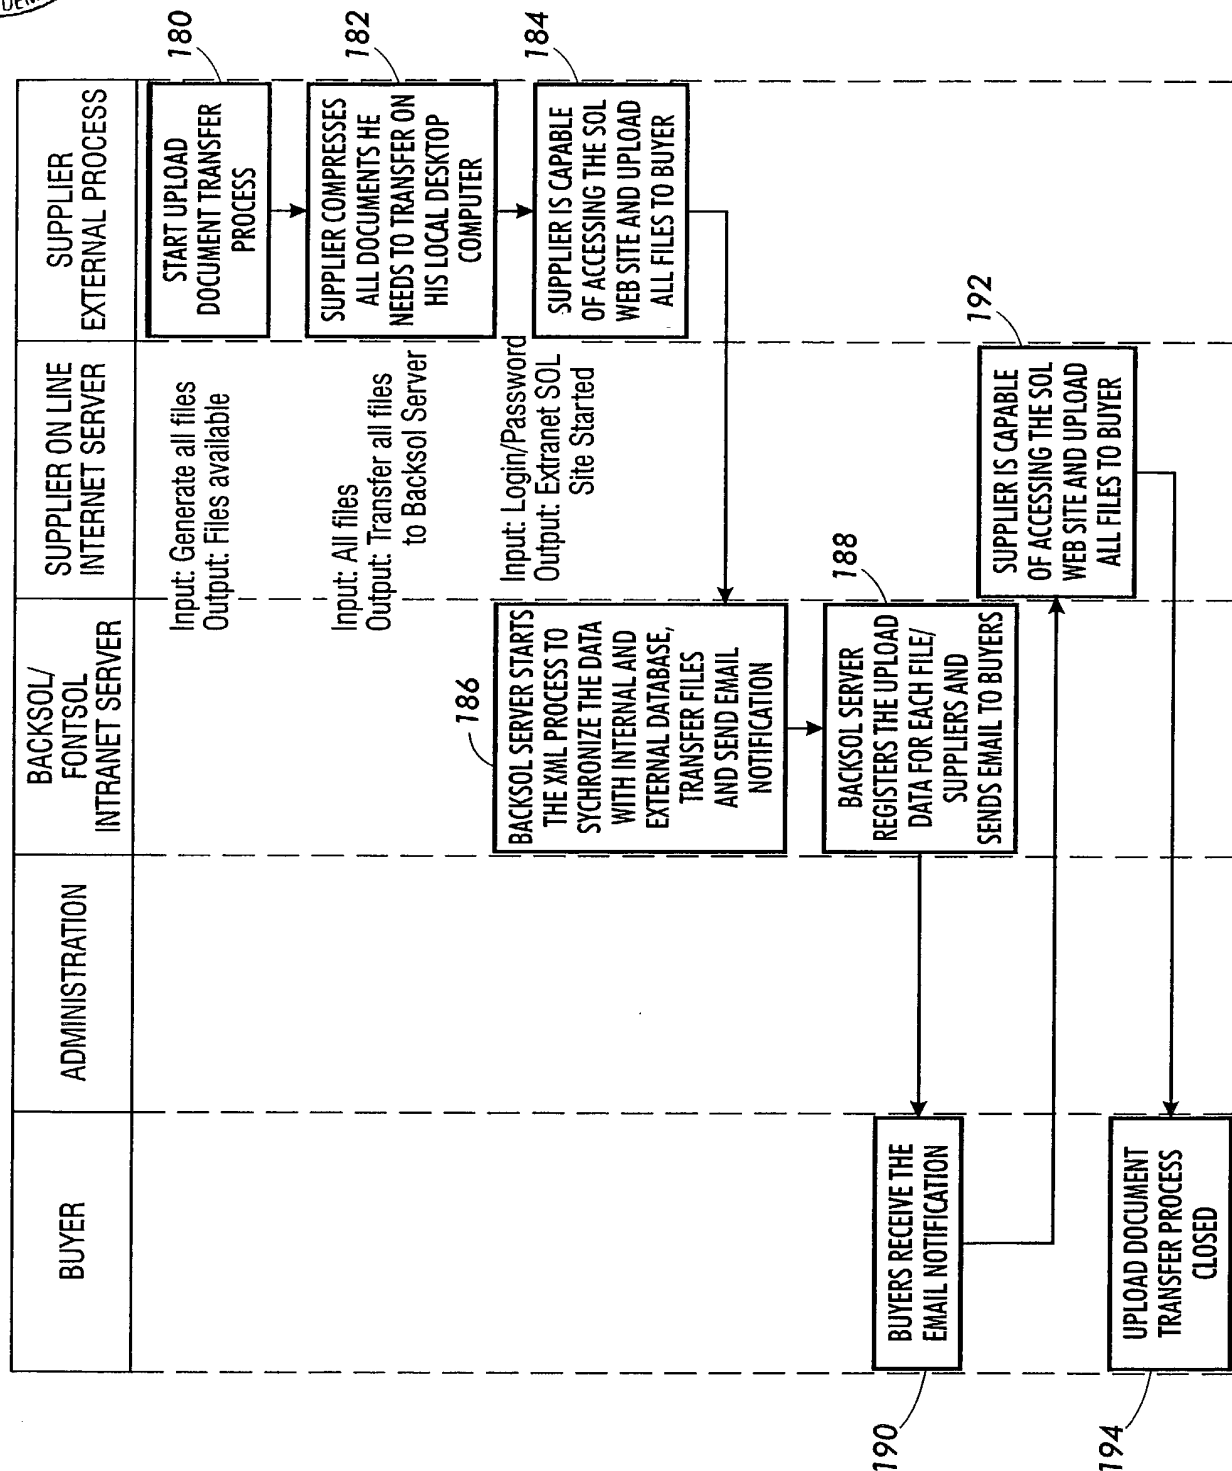 BUYER
ADMINISTRATION
BACKSOL/
FONTSOL
INTRANET SERVER
SUPPLIER ON LINE
INTERNET SERVER
SUPPLIER
EXTERNAL PROCESS
180
START UPLOAD
DOCUMENT TRANSFER
PROCESS
Input: Generate all files
Output: Files available
182
SUPPLIER COMPRESSES
ALL DOCUMENTS HE
NEEDS TO TRANSFER ON
HIS LOCAL DESKTOP
COMPUTER
Input: All files
Output: Transfer all files
to Backsol Server
184
SUPPLIER IS CAPABLE
OF ACCESSING THE SOL
WEB SITE AND UPLOAD
ALL FILES TO BUYER
Input: Login/Password
Output: Extranet SOL
Site Started
186
BACKSOL SERVER STARTS
THE XML PROCESS TO
SYCHRONIZE THE DATA
WITH INTERNAL AND
EXTERNAL DATABASE,
TRANSFER FILES
AND SEND EMAIL
NOTIFICATION
188
BACKSOL SERVER
REGISTERS THE UPLOAD
DATA FOR EACH FILE/
SUPPLIERS AND
SENDS EMAIL TO BUYERS
190
BUYERS RECEIVE THE
EMAIL NOTIFICATION
192
SUPPLIER IS CAPABLE
OF ACCESSING THE SOL
WEB SITE AND UPLOAD
ALL FILES TO BUYER
194
UPLOAD DOCUMENT
TRANSFER PROCESS
CLOSED